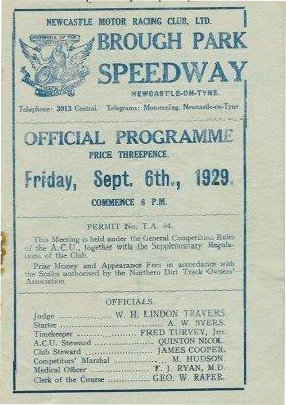 NEWCASTLE MOTOR RACING CLUB, LTD.
BROUGH PARK
SPEEDWAY
NEWCASTLE-ON-TYNE.
Telephone: 3013 Central. Telegrams: Motoracing, Newcastle-on-Tyne
OFFICIAL PROGRAMME
PRICE THREEPENCE.
Friday, Sept. 6th., 1929.
COMMENCE 8 P.M.
PERMIT No. T.A. 54.
This Meeting is held under the General Competition Rules
of the A.C.U., together with the Supplementary Regula-
tions of the Club.
Prize Money and Appearance Fees in accordance with
the Scales authorised by the Northern Dirt Track Owners'
Association.
OFFICIALS.
Judge W. H. LINDON TRAVERS.
Starter A. W. BYERS.
Timekeeper FRED TURVEY, Jnr.
A.C.U. Steward QUINTON NICOL.
Club Steward JAMES COOPER.
Competitors' Marshal M. HUDSON.
Medical Officer T. J. RYAN, M.D.
Clerk of the Course GEO. W. RAPER.